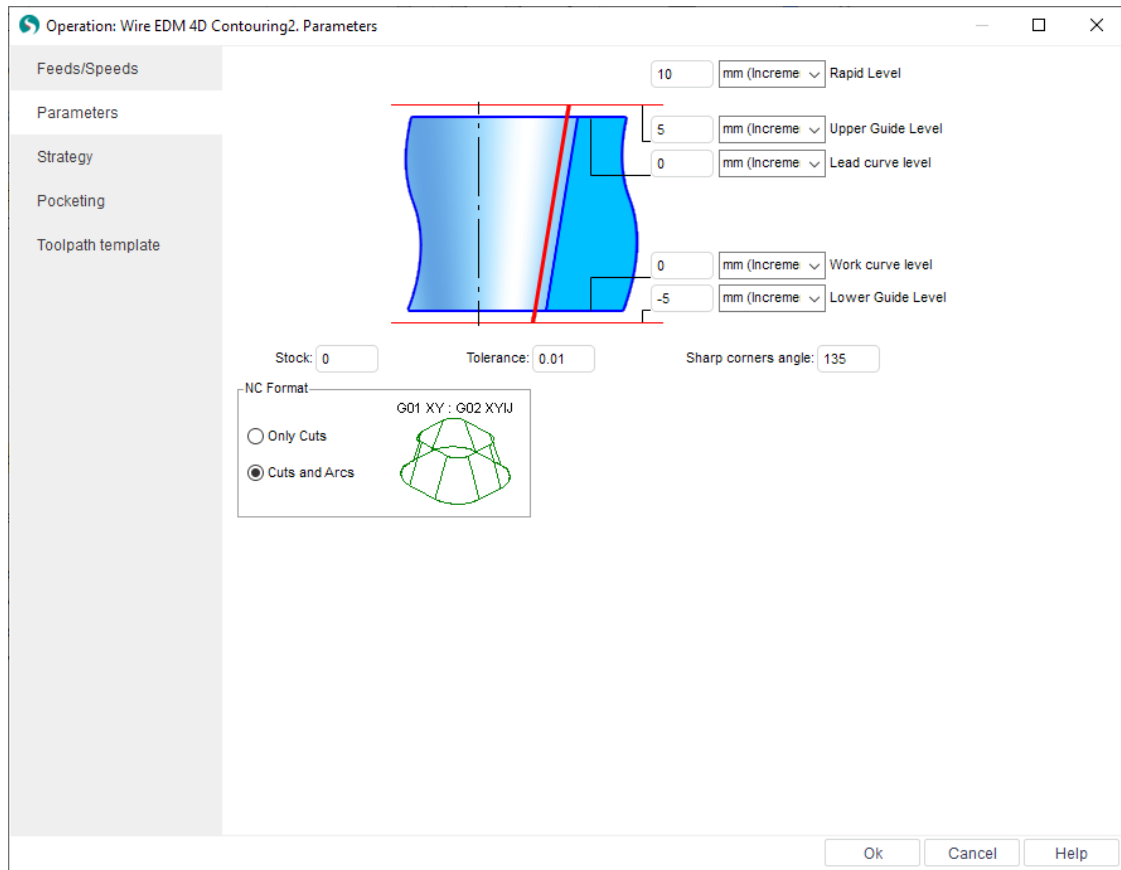 Operation: Wire EDM 4D Contouring2. Parameters
Feeds/Speeds
Parameters
Strategy
Pocketing
Toolpath template
10 mm (Increme Rapid Level
5 mm (Increme Upper Guide Level
0 mm (Increme Lead curve level
0 mm (Increme Work curve level
-5 mm (Increme Lower Guide Level
Stock: 0 Tolerance: 0.01 Sharp corners angle: 135
NC Format
G01 XY : G02 XYIJ
Only Cuts
Cuts and Arcs
Ok Cancel Help